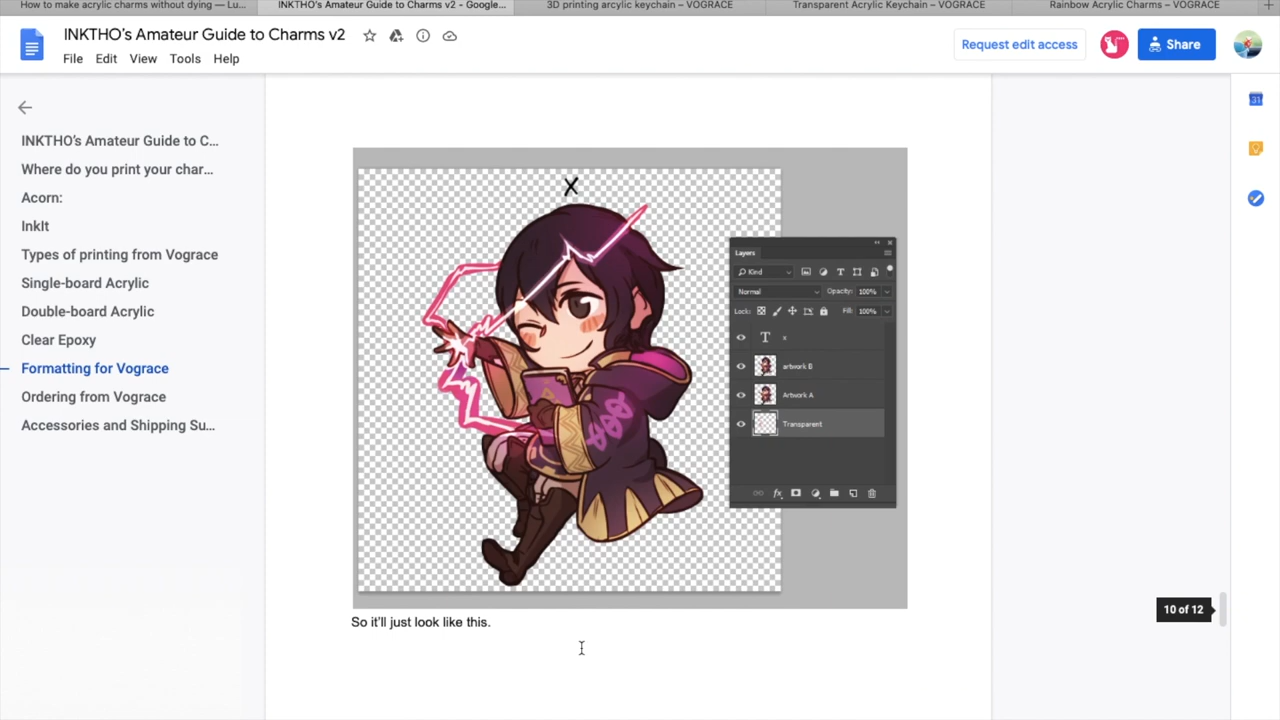 How to make acrylic charms without dying — Lu...
INKTHO's Amateur Guide to Charms v2 - Google...
3D printing arcylic keychain – VOGRACE
Transparent Acrylic Keychain – VOGRACE
Rainbow Acrylic Charms – VOGRACE
INKTHO's Amateur Guide to Charms v2
File Edit View Tools Help
Request edit access
Share
31
INKTHO's Amateur Guide to C...
Where do you print your char...
Acorn:
InkIt
Types of printing from Vograce
Single-board Acrylic
Double-board Acrylic
Clear Epoxy
Formatting for Vograce
Ordering from Vograce
Accessories and Shipping Su...
X
Layers
Kind
Normal Opacity: 100%
Lock: Fill: 100%
T x
artwork B
Artwork A
Transparent
fx
So it'll just look like this.
10 of 12